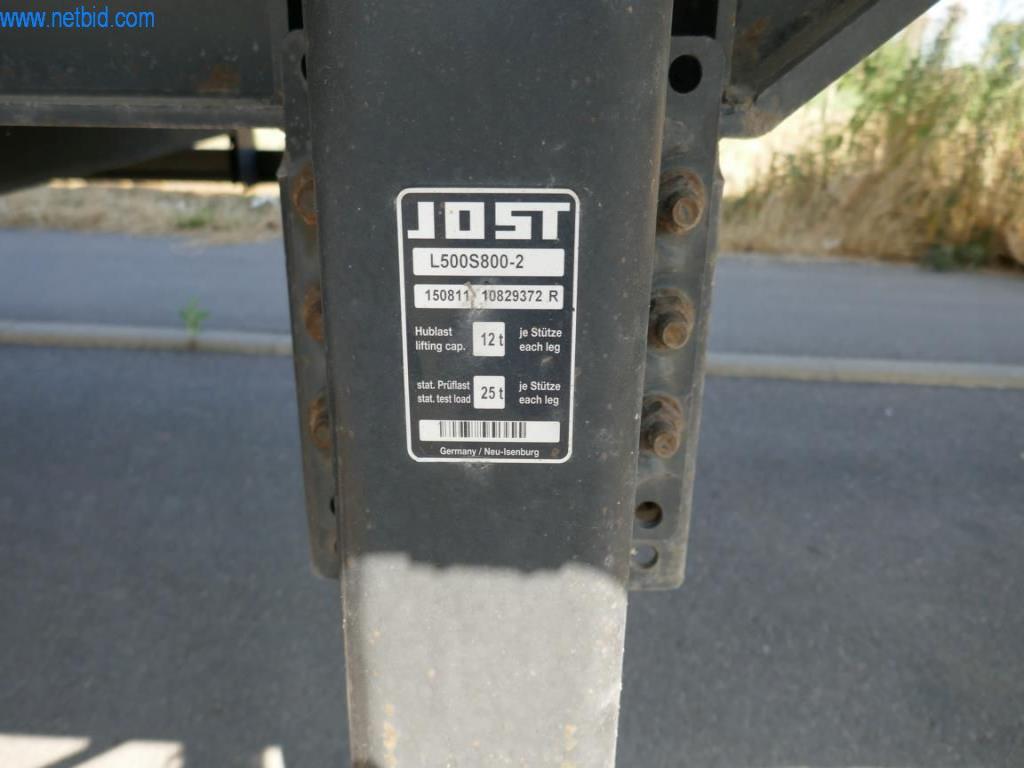 www.netbid.com
JOST
L500S800-2
150811 10829372 R
Hublast 12 t je Stütze
lifting cap. each leg
stat. Prüflast 25 t je Stütze
stat. test load each leg
Germany / Neu-Isenburg